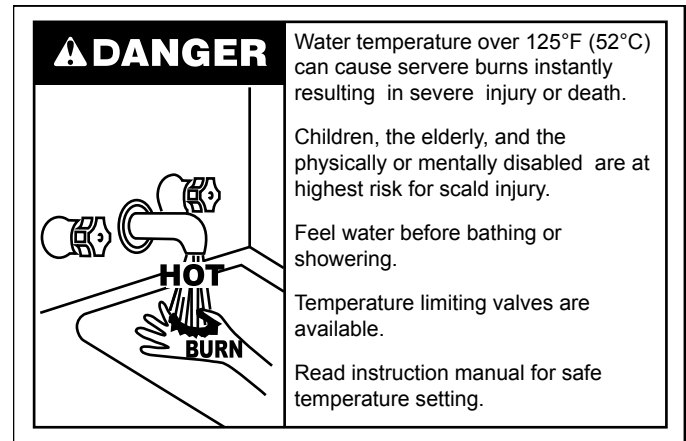 DANGER
Water temperature over 125°F (52°C)
can cause servere burns instantly
resulting in severe injury or death.
Children, the elderly, and the
physically or mentally disabled are at
highest risk for scald injury.
Feel water before bathing or
showering.
Temperature limiting valves are
available.
Read instruction manual for safe
temperature setting.
HOT
BURN